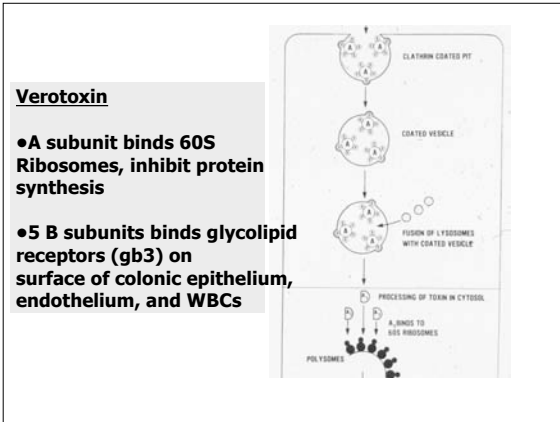 Verotoxin
●A subunit binds 60S
Ribosomes, inhibit protein
synthesis
●5 B subunits binds glycolipid
receptors (gb3) on
surface of colonic epithelium,
endothelium, and WBCs
A
A
A
CLATHRIN COATED PIT
A
A
A
COATED VESICLE
A
A
A
FUSION OF LYSOSOMES
WITH COATED VESICLE
PROCESSING OF TOXIN IN CYTOSOL
BINDS TO
60S RIBOSOMES
POLYSOMES